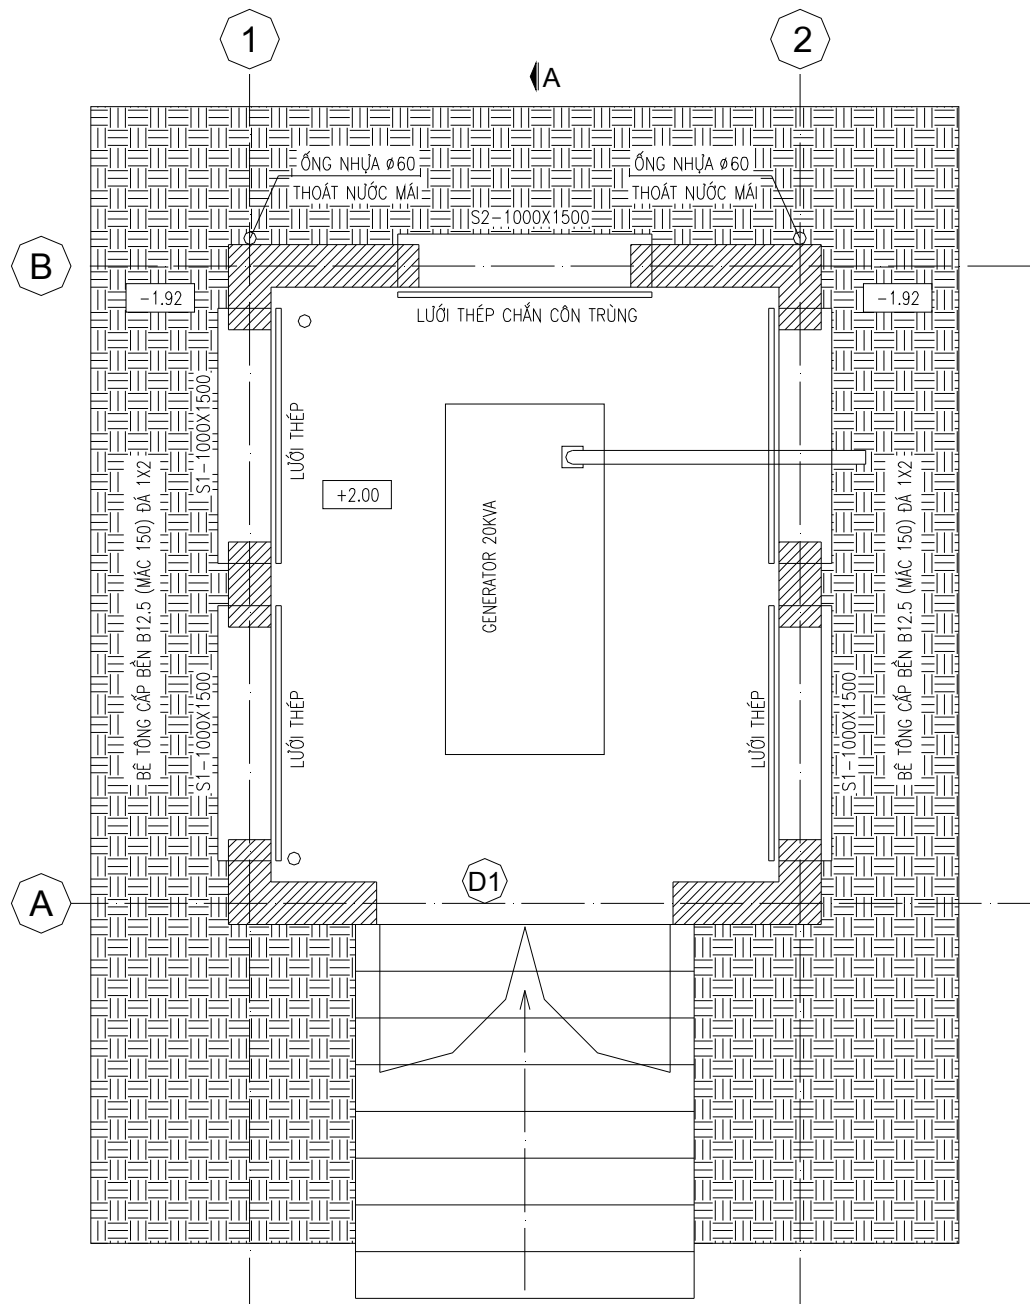 1
2
A
ỐNG NHỰA Ø60
THOÁT NƯỚC MÁI
ỐNG NHỰA Ø60
THOÁT NƯỚC MÁI
S2-1000X1500
B
-1.92
-1.92
LƯỚI THÉP CHẮN CÔN TRÙNG
S1-1000X1500
LƯỚI THÉP
+2.00
GENERATOR 20KVA
BÊ TÔNG CẤP BỀN B12.5 (MÁC 150) ĐÁ 1X2
BÊ TÔNG CẤP BỀN B12.5 (MÁC 150) ĐÁ 1X2
S1-1000X1500
LƯỚI THÉP
LƯỚI THÉP
S1-1000X1500
A
D1